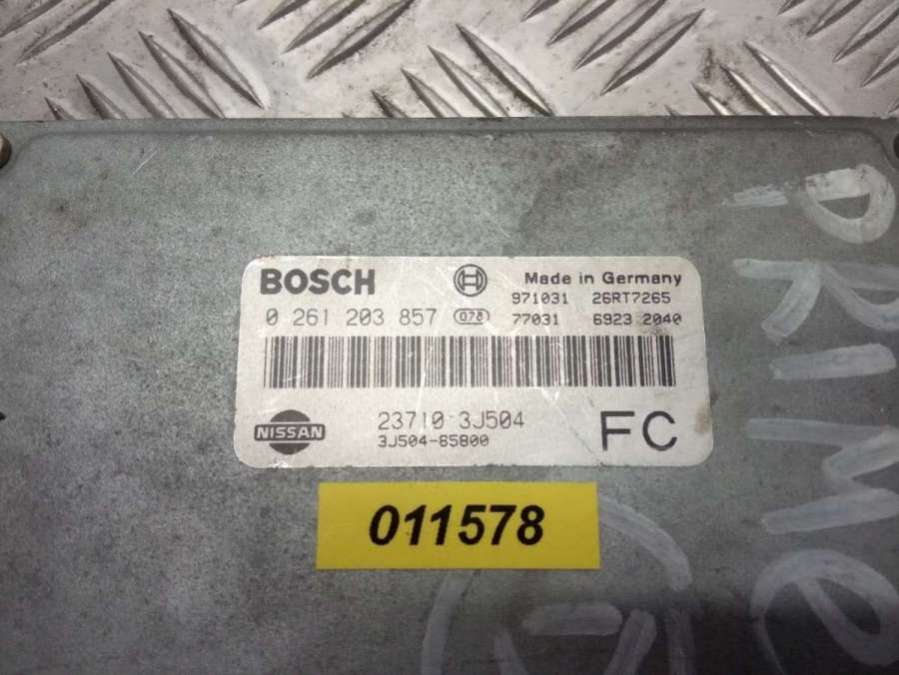 BOSCH Made in Germany
971031 26RT7265
0 261 203 857 078 77031 6923 2040
NISSAN 23710 3J504 FC
3J504-65800
011578
PRIME